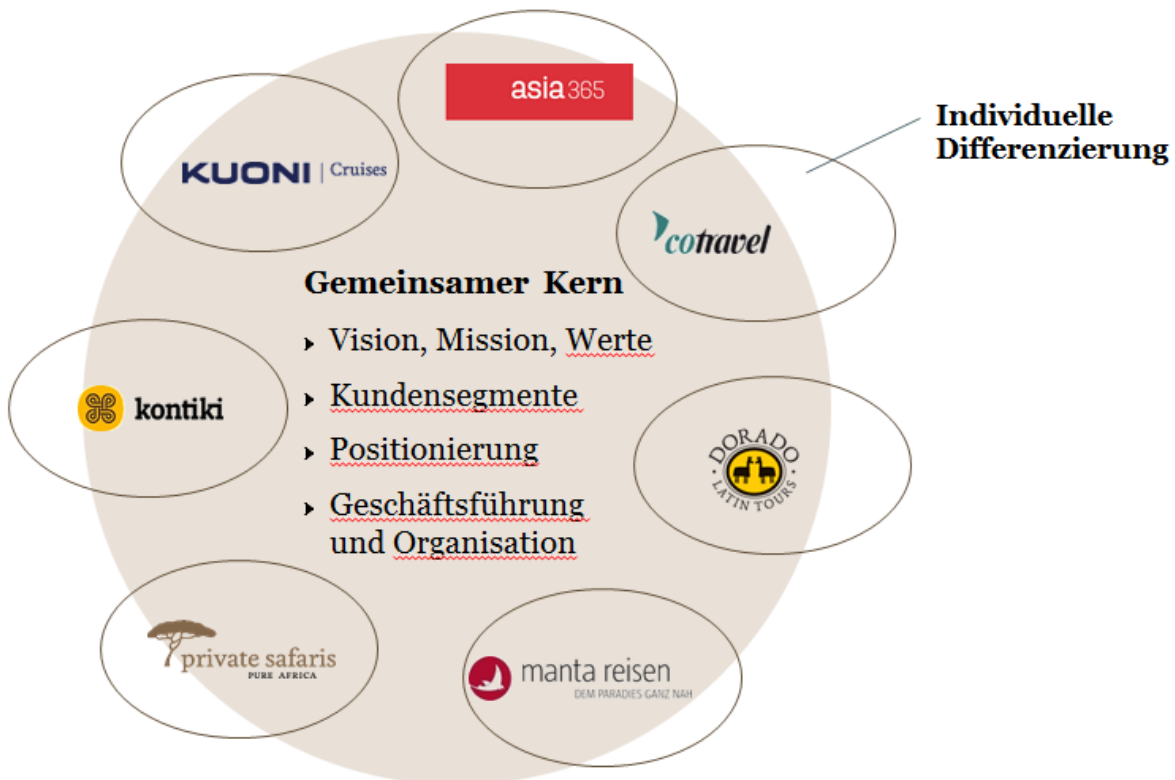 asia365
Individuelle
Differenzierung
KUONI | Cruises
cotravel
Gemeinsamer Kern
Vision, Mission, Werte
kontiki
Kundensegmente
Positionierung
Geschäftsführung
und Organisation
DORADO
LATIN TOURS
private safaris
PURE AFRICA
manta reisen
DEM PARADIES GANZ NAH